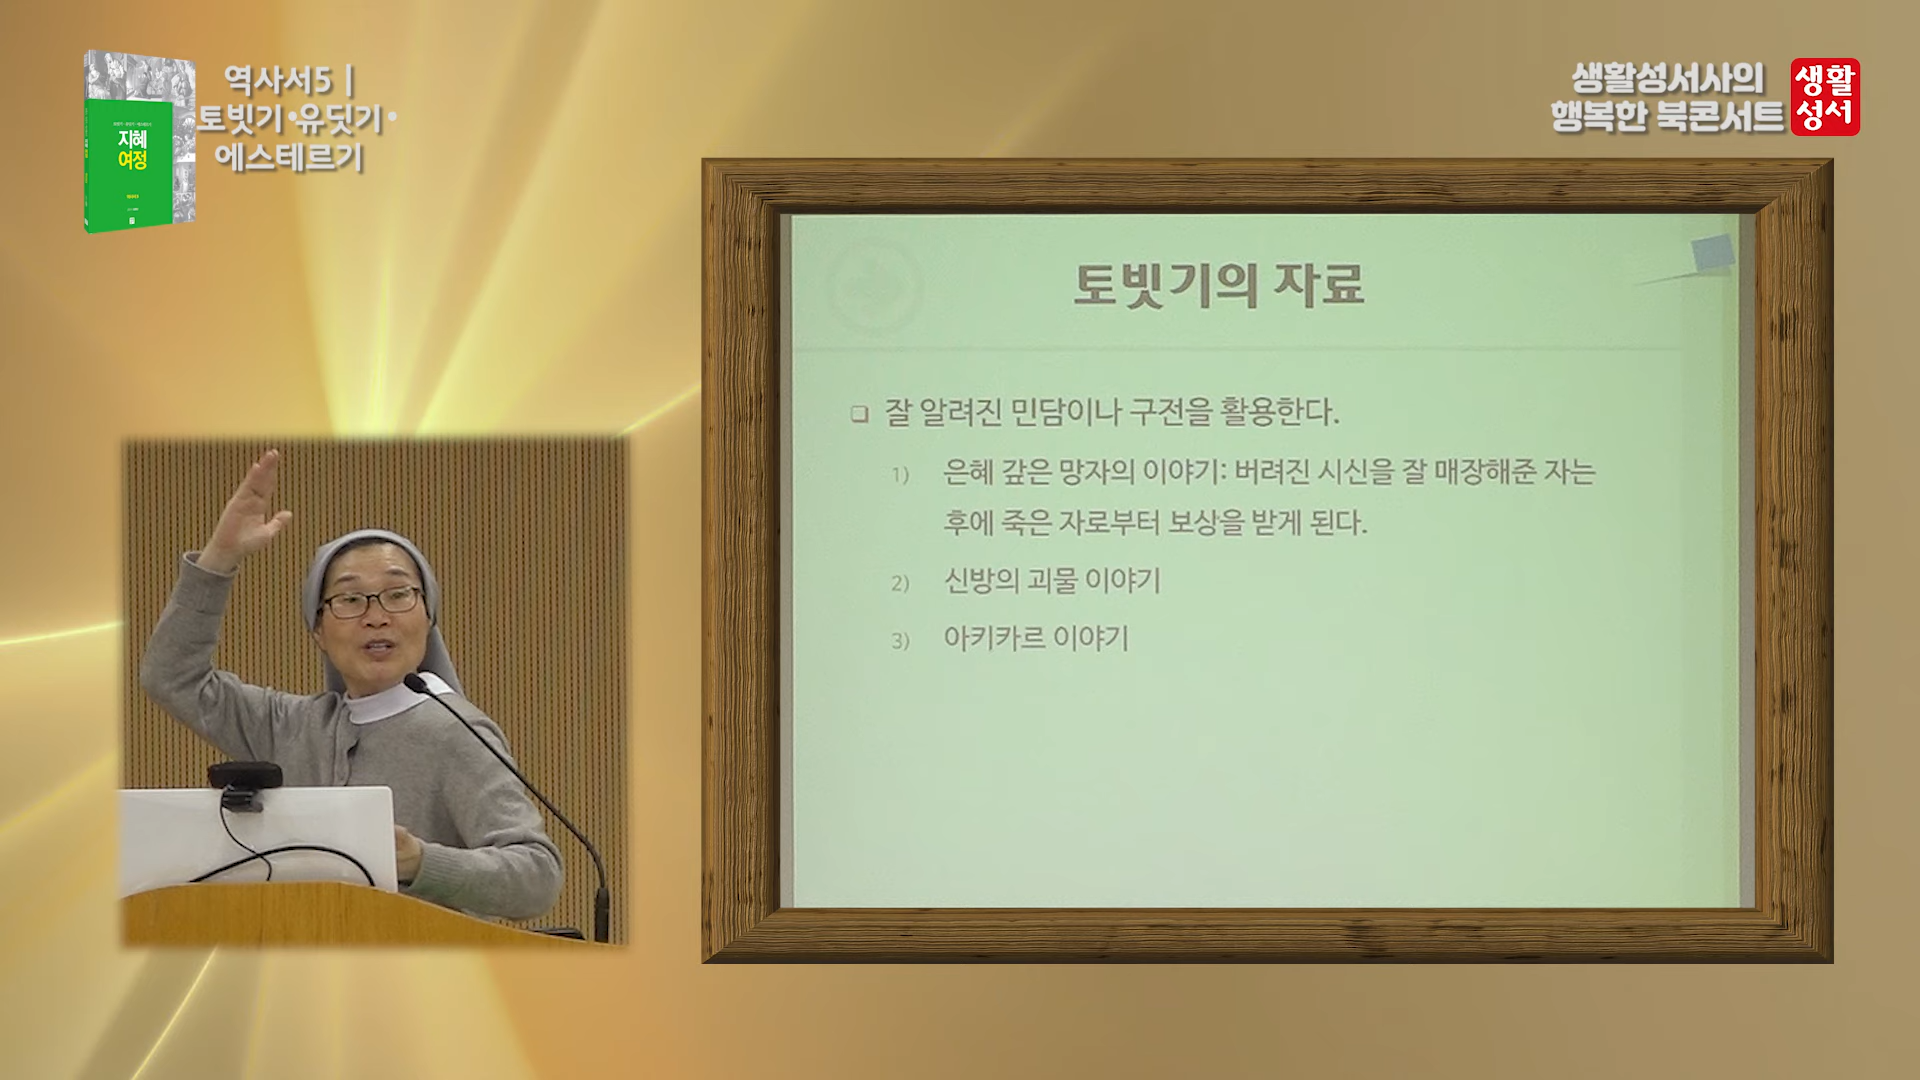 역사서5 |
토빗기·유딧기·
에스테르기
지혜
여정
생활성서사의
행복한 북콘서트
생활
성서
토빗기의 자료
❑ 잘 알려진 민담이나 구전을 활용한다.
1) 은혜 갚은 망자의 이야기: 버려진 시신을 잘 매장해준 자는
후에 죽은 자로부터 보상을 받게 된다.
2) 신방의 괴물 이야기
3) 아키카르 이야기